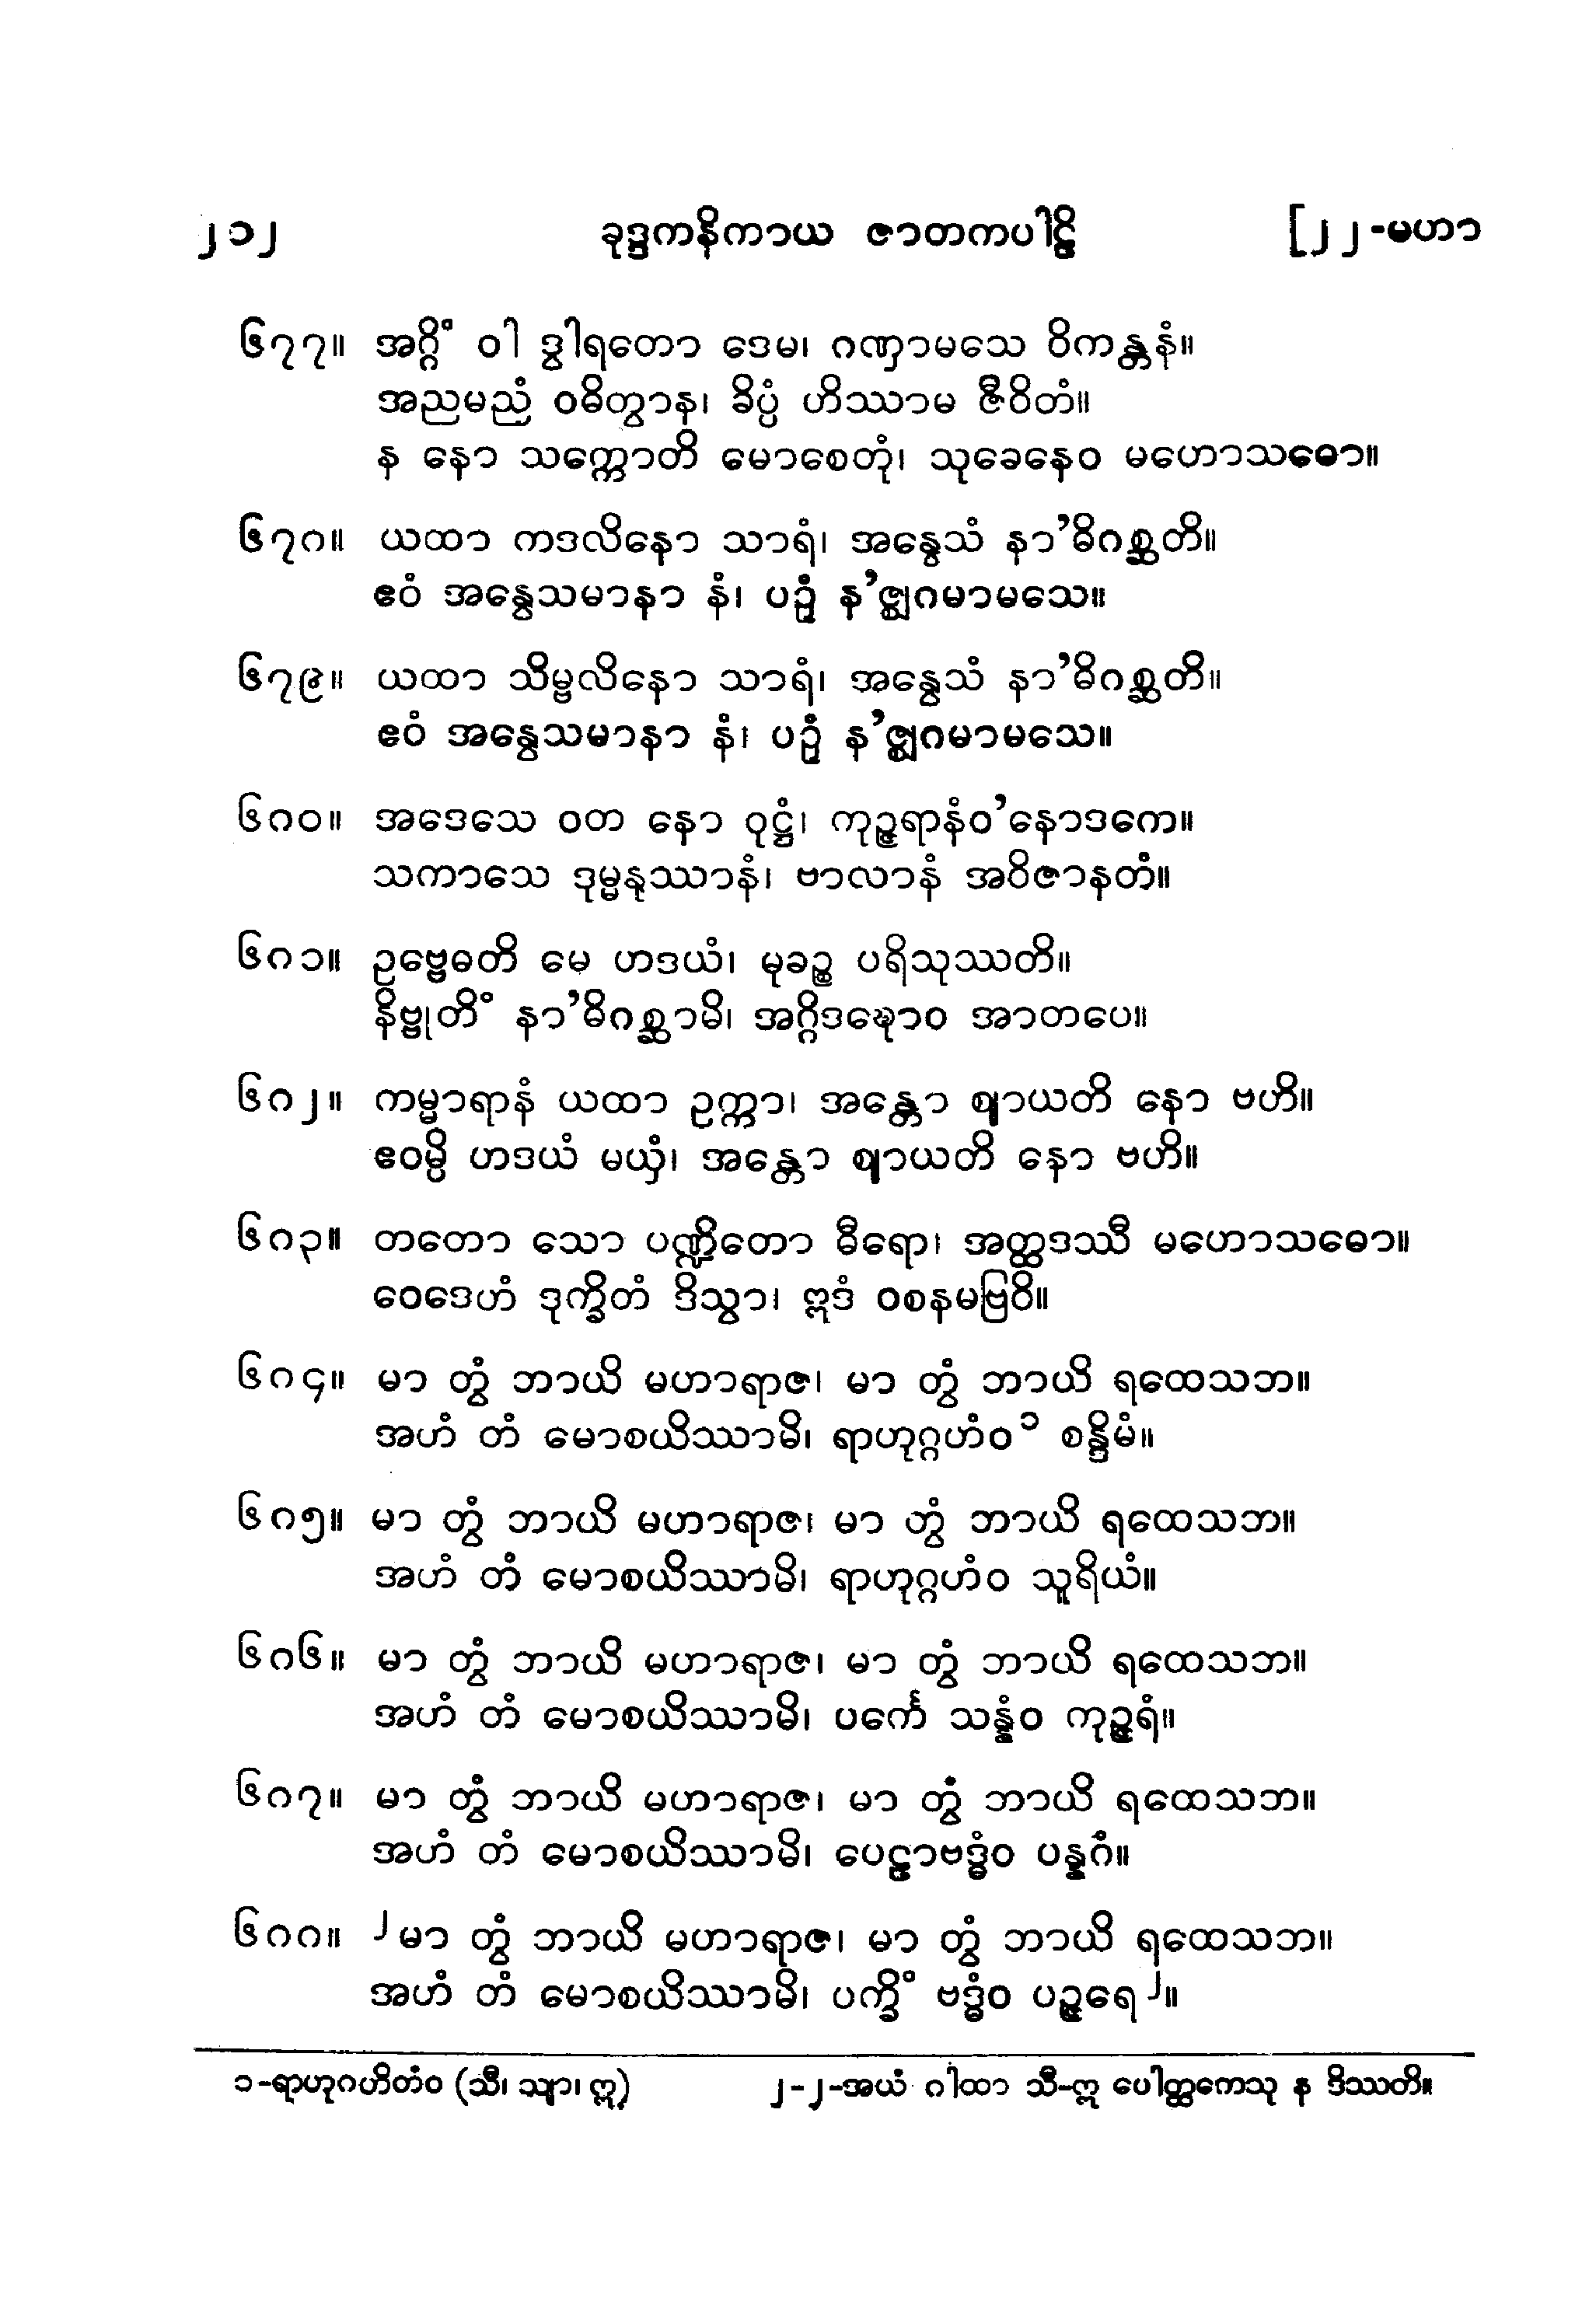 ၂၁၂ ခုဒ္ဒကနိကာယ ဇာတကပါဠိ [၂၂-မဟာ
၆၇၇။ အဂ္ဂိံ ဝါ ဒွါရတော ဒေမ၊ ဂဏှာမသေ ဝိကန္တနံ။
အညမညံ ဝဓိတွာန၊ ခိပ္ပံ ဟိဿာမ ဇီဝိတံ။
န နော သက္ကောတိ မောစေတုံ၊ သုခေနေဝ မဟောသဓော။
၆၇၈။ ယထာ ကဒလိနော သာရံ၊ အနွေသံ နာ’ဓိဂစ္ဆတိ။
ဧဝံ အနွေသမာနာ နံ၊ ပဉှံ န’ဇ္ဈဂမာမသေ။
၆၇၉။ ယထာ သိမ္ဗလိနော သာရံ၊ အနွေသံ နာ’ဓိဂစ္ဆတိ။
ဧဝံ အနွေသမာနာ နံ၊ ပဉှံ န’ဇ္ဈဂမာမသေ။
၆၈၀။ အဒေသေ ဝတ နော ဝုဋ္ဌံ၊ ကုဉ္ဇရာနံဝ’နောဒကေ။
သကာသေ ဒုမ္မနုဿာနံ၊ ဗာလာနံ အဝိဇာနတံ။
၆၈၁။ ဥဗ္ဗေဓတိ မေ ဟဒယံ၊ မုခဉ္စ ပရိသုဿတိ။
နိဗ္ဗုတိံ နာ’ဓိဂစ္ဆာမိ၊ အဂ္ဂိဒဍ္ဎောဝ အာတပေ။
၆၈၂။ ကမ္မာရာနံ ယထာ ဥက္ကာ၊ အန္တော ဈာယတိ နော ဗဟိ။
ဧဝမ္ပိ ဟဒယံ မယှံ၊ အန္တော ဈာယတိ နော ဗဟိ။
၆၈၃။ တတော သော ပဏ္ဍိတော ဓီရော၊ အတ္ထဒဿီ မဟောသဓော။
ဝေဒေဟံ ဒုက္ခိတံ ဒိသွာ၊ ဣဒံ ဝစနမဗြဝိ။
၆၈၄။ မာ တွံ ဘာယိ မဟာရာဇ၊ မာ တွံ ဘာယိ ရထေသဘ။
အဟံ တံ မောစယိဿာမိ၊ ရာဟုဂ္ဂဟံဝ ၁ စန္ဒိမံ။
၆၈၅။ မာ တွံ ဘာယိ မဟာရာဇ၊ မာ တွံ ဘာယိ ရထေသဘ။
အဟံ တံ မောစယိဿာမိ၊ ရာဟုဂ္ဂဟံဝ သူရိယံ။
၆၈၆။ မာ တွံ ဘာယိ မဟာရာဇ၊ မာ တွံ ဘာယိ ရထေသဘ။
အဟံ တံ မောစယိဿာမိ၊ ပင်္ကေ သန္နံဝ ကုဉ္ဇရံ။
၆၈၇။ မာ တွံ ဘာယိ မဟာရာဇ၊ မာ တွံ ဘာယိ ရထေသဘ။
အဟံ တံ မောစယိဿာမိ၊ ပေဠာဗဒ္ဓံဝ ပန္နဂံ။
၆၈၈။ ၂ မာ တွံ ဘာယိ မဟာရာဇ၊ မာ တွံ ဘာယိ ရထေသဘ။
အဟံ တံ မောစယိဿာမိ၊ ပက္ခိံ ဗဒ္ဓံဝ ပဉ္ဇရေ ၂။
၁-ရာဟုဂဟိတံဝ (သီ၊ သျာ၊ ဣ) ၂-၂-အယံ ဂါထာ သီ-ဣ ပေါတ္ထကေသု န ဒိဿတိ။